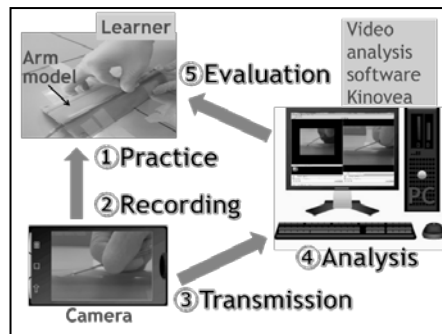 Learner
Arm
model
Video
analysis
software
Kinovea
⑤Evaluation
①Practice
②Recording
PC
④Analysis
③Transmission
Camera